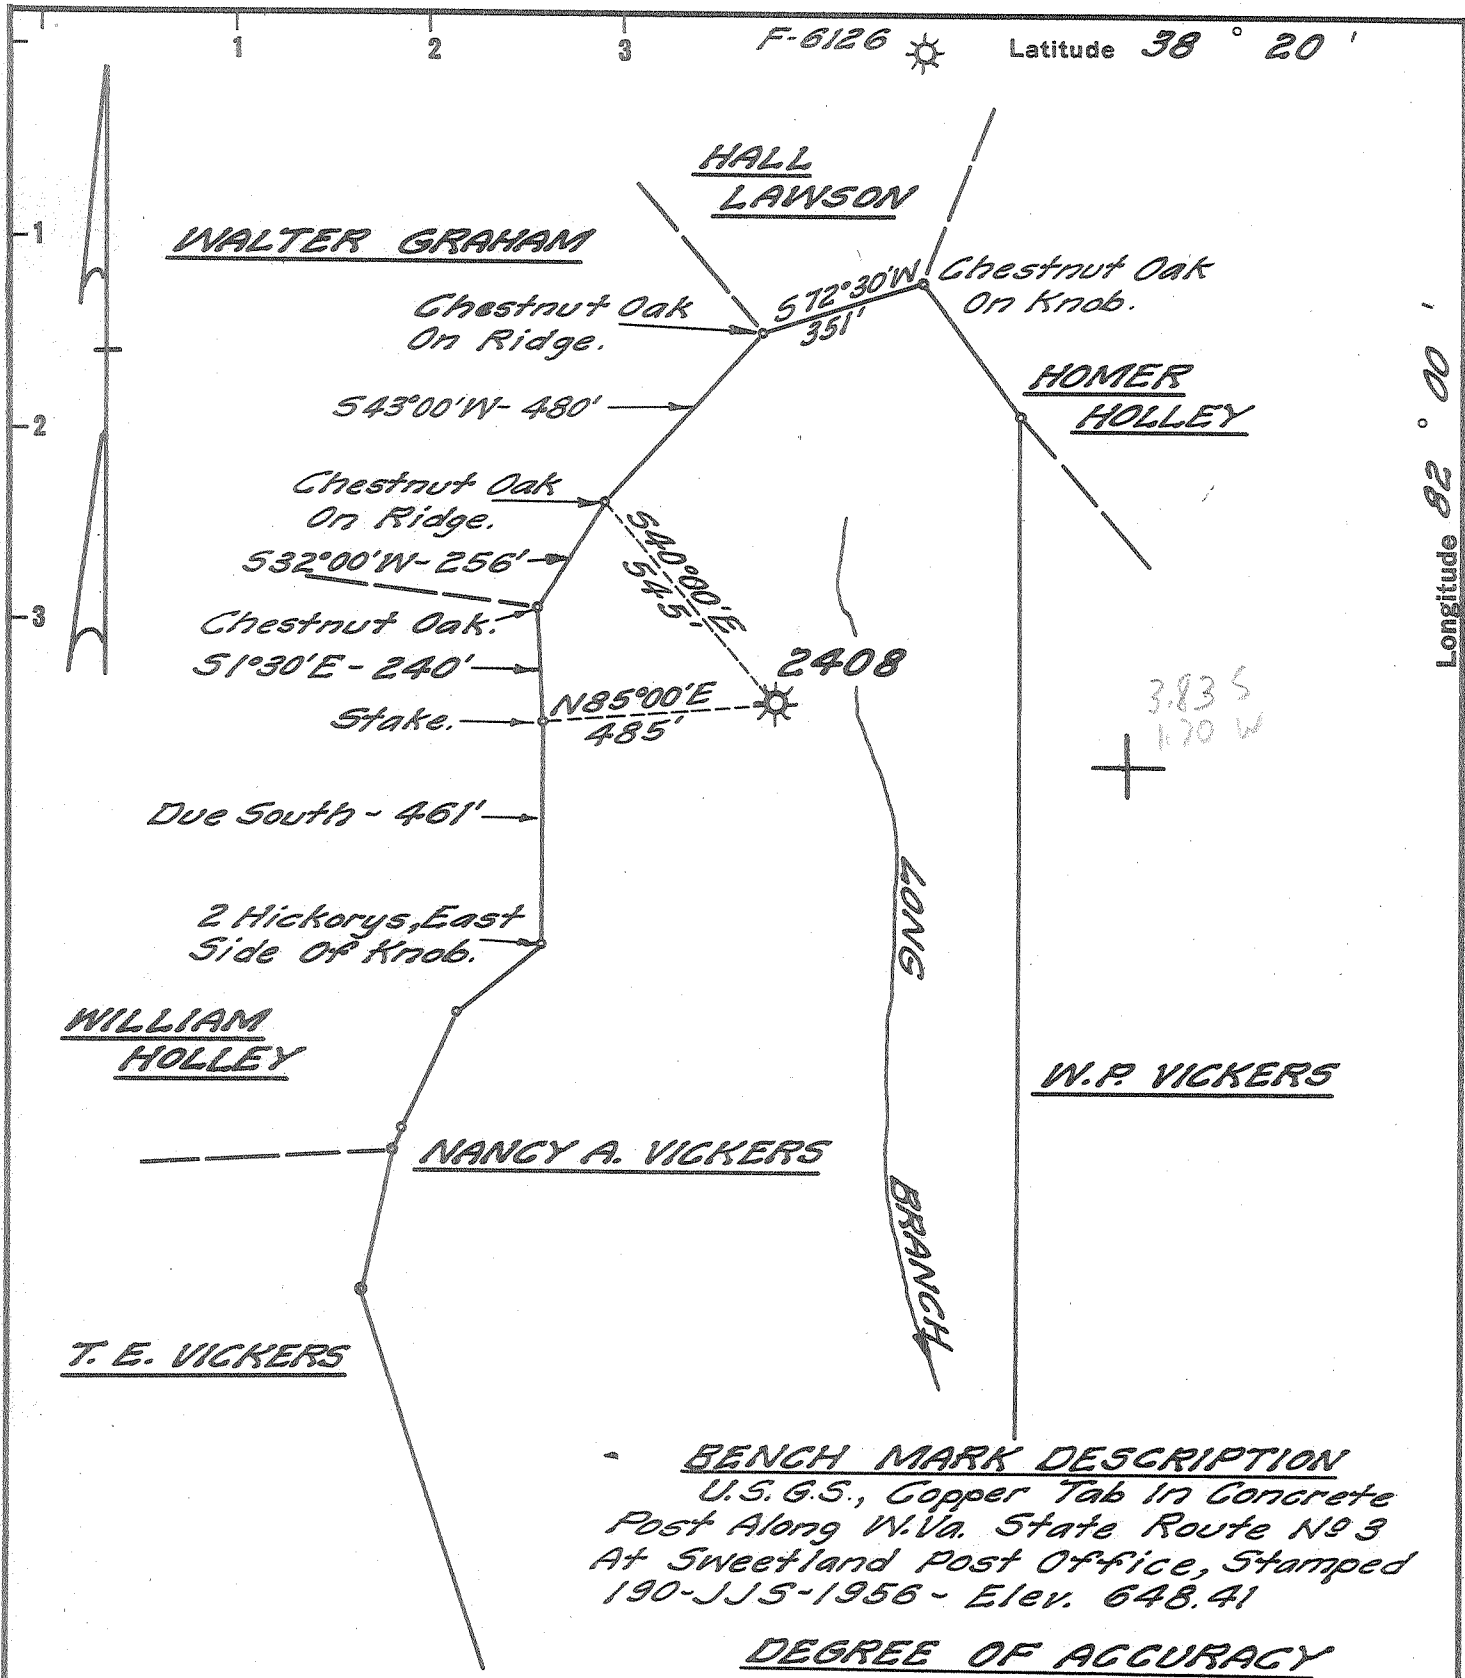 1 2 3 F-6126 Latitude 38 ° 20 '
HALL
LAWSON
1
WALTER GRAHAM
S72°30'W
351'
Chestnut Oak
On Knob.
Chestnut Oak
On Ridge.
HOMER
HOLLEY
S43°00'W- 480'
2
Longitude 82 ° 00 '
Chestnut Oak
On Ridge.
S40°00'E
545'
S32°00'W- 256'
3
Chestnut Oak.
S1°30'E - 240'
2408
3.83 S
1.70 W
Stake.
N85°00'E
485'
Due South - 461'
LONG
BRANCH
2 Hickorys, East
Side Of Knob.
WILLIAM
HOLLEY
W.P. VICKERS
NANCY A. VICKERS
T. E. VICKERS
BENCH MARK DESCRIPTION
U.S.G.S., Copper Tab In Concrete
Post Along W.Va. State Route Nº 3
At Sweetland Post Office, Stamped
190-JJS-1956 - Elev. 648.41
DEGREE OF ACCURACY